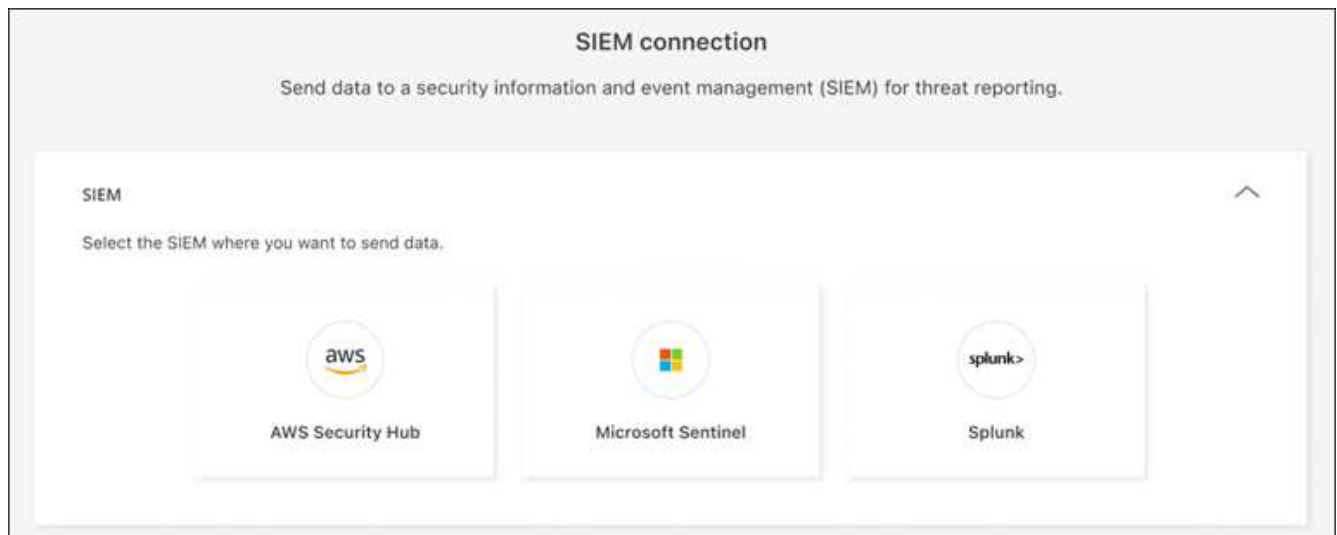 SIEM connection
Send data to a security information and event management (SIEM) for threat reporting.
SIEM
Select the SIEM where you want to send data.
aws
splunk>
AWS Security Hub
Microsoft Sentinel
Splunk